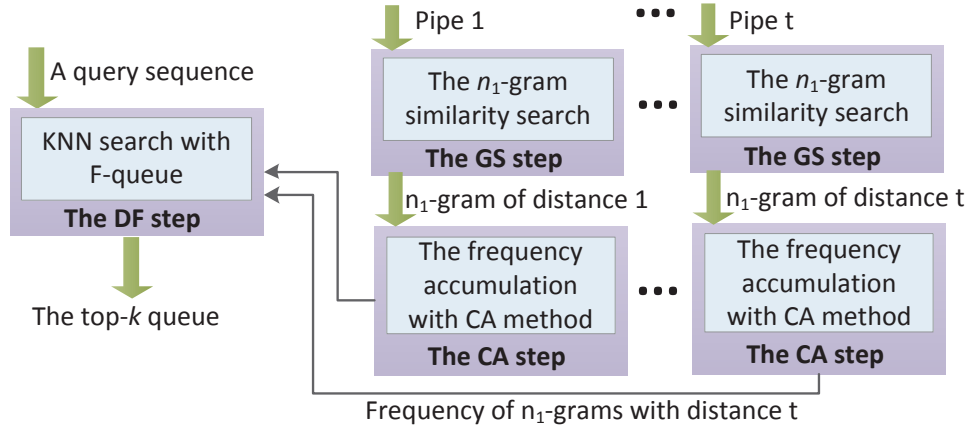 A query sequence
KNN search with
F-queue
The DF step
The top-k queue
Pipe 1
The n₁-gram
similarity search
The GS step
n₁-gram of distance 1
The frequency
accumulation
with CA method
The CA step
Pipe t
The n₁-gram
similarity search
The GS step
n₁-gram of distance t
The frequency
accumulation
with CA method
The CA step
Frequency of n₁-grams with distance t